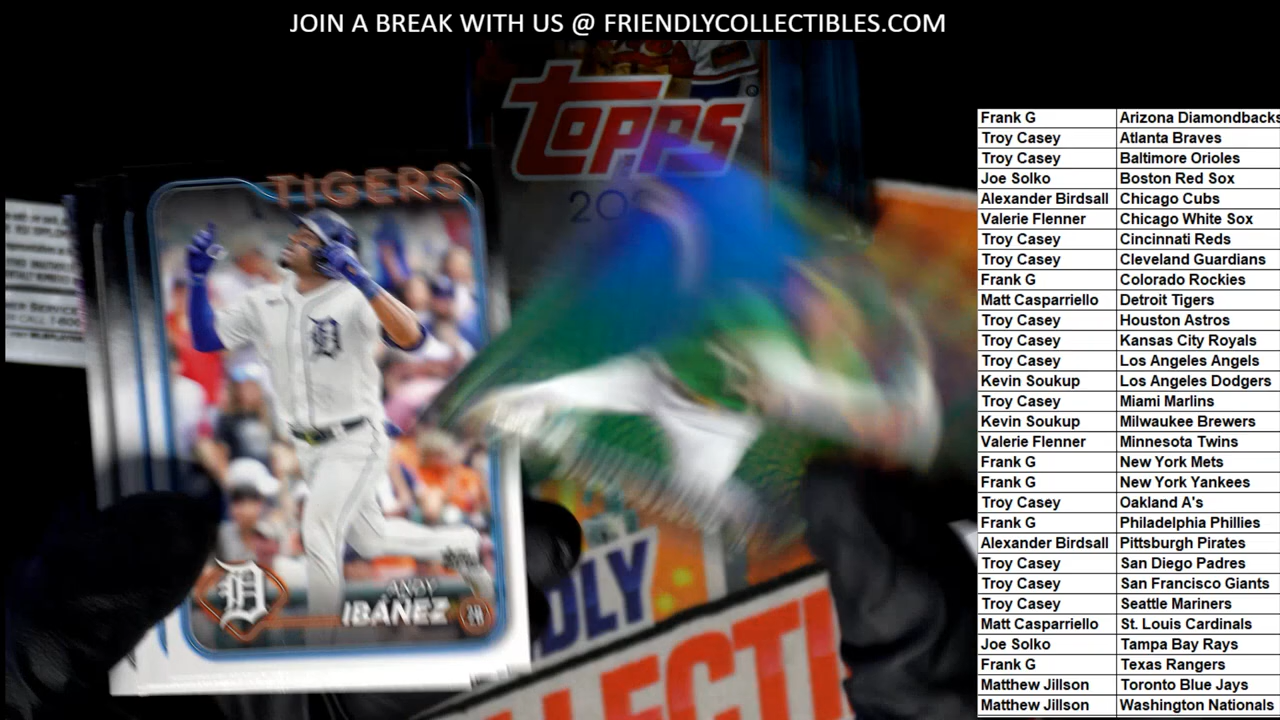 JOIN A BREAK WITH US @ FRIENDLYCOLLECTIBLES.COM
TOPPS
TIGERS
D
ANDY
IBÁÑEZ
CALL 1-800
DLY
LLECTI
Frank G Arizona Diamondbacks
Troy Casey Atlanta Braves
Troy Casey Baltimore Orioles
Joe Solko Boston Red Sox
Alexander Birdsall Chicago Cubs
Valerie Flenner Chicago White Sox
Troy Casey Cincinnati Reds
Troy Casey Cleveland Guardians
Frank G Colorado Rockies
Matt Casparriello Detroit Tigers
Troy Casey Houston Astros
Troy Casey Kansas City Royals
Troy Casey Los Angeles Angels
Kevin Soukup Los Angeles Dodgers
Troy Casey Miami Marlins
Kevin Soukup Milwaukee Brewers
Valerie Flenner Minnesota Twins
Frank G New York Mets
Frank G New York Yankees
Troy Casey Oakland A's
Frank G Philadelphia Phillies
Alexander Birdsall Pittsburgh Pirates
Troy Casey San Diego Padres
Troy Casey San Francisco Giants
Troy Casey Seattle Mariners
Matt Casparriello St. Louis Cardinals
Joe Solko Tampa Bay Rays
Frank G Texas Rangers
Matthew Jillson Toronto Blue Jays
Matthew Jillson Washington Nationals